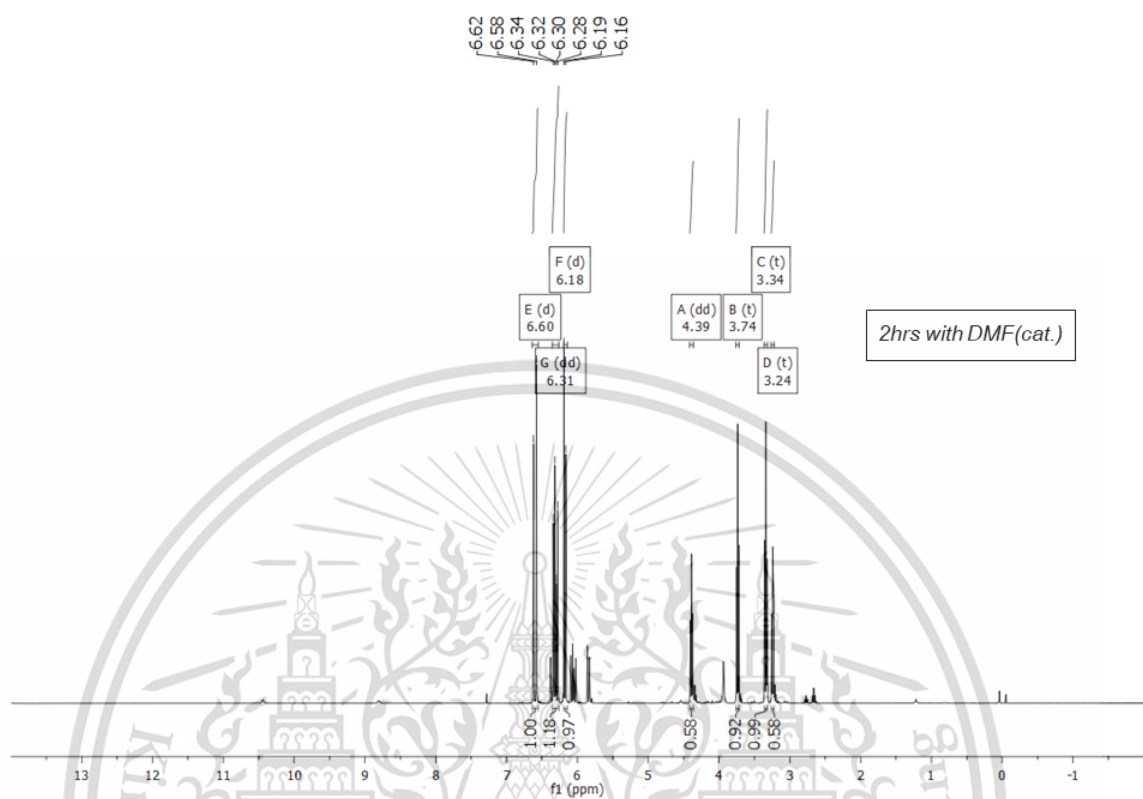 6.62
6.58
6.34
6.32
6.30
6.28
6.19
6.16
F (d)
6.18
C (t)
3.34
E (d)
6.60
A (dd)
4.39
B (t)
3.74
G (dd)
6.31
D (t)
3.24
2hrs with DMF(cat.)
1.00
1.18
0.97
0.58
0.92
0.99
0.58
13 12 11 10 9 8 7 6 5 4 3 2 1 0 -1
f1 (ppm)